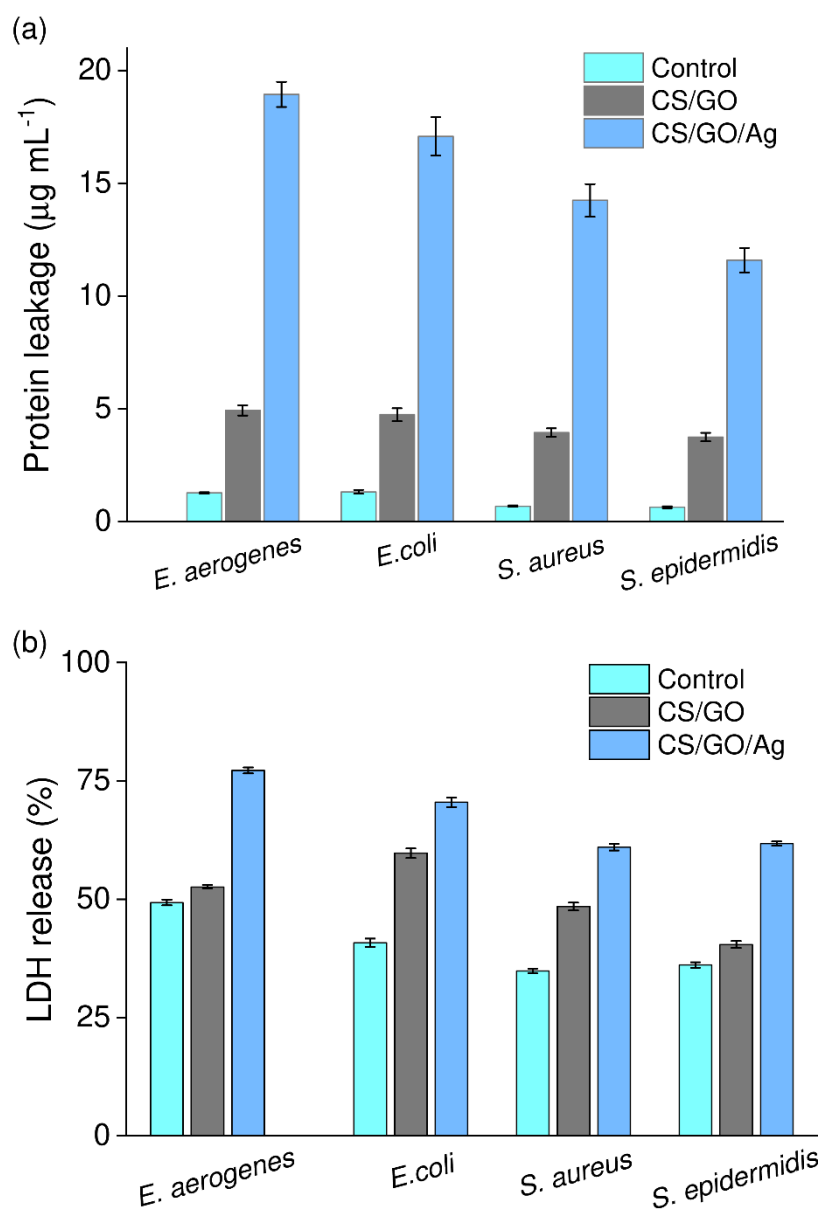 (a)
20
15
10
5
0
Protein leakage (μg mL⁻¹)
Control
CS/GO
CS/GO/Ag
E. aerogenes
E.coli
S. aureus
S. epidermidis
(b)
100
75
50
25
0
LDH release (%)
Control
CS/GO
CS/GO/Ag
E. aerogenes
E.coli
S. aureus
S. epidermidis